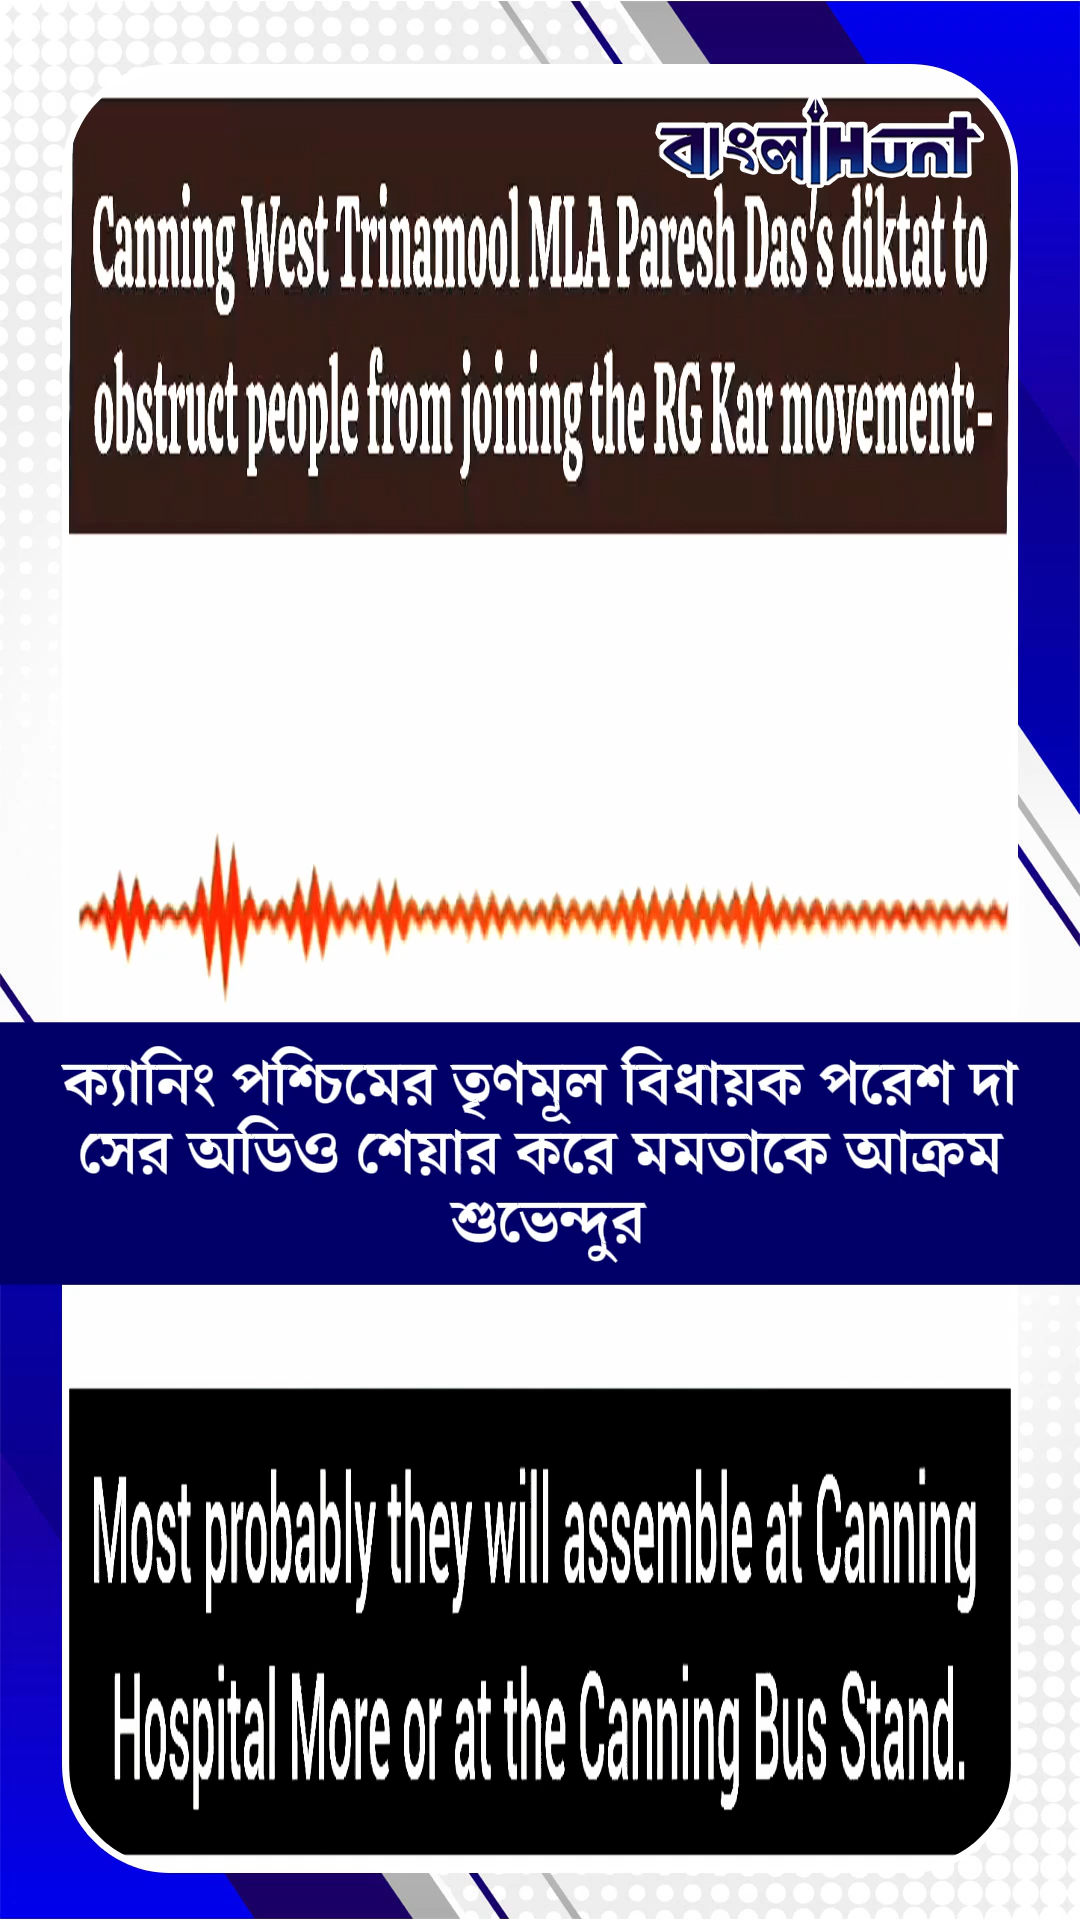 বাংলাHunt
Canning West Trinamool MLA Paresh Das's diktat to
obstruct people from joining the RG Kar movement:-
ক্যানিং পশ্চিমের তৃণমূল বিধায়ক পরেশ দা
সের অডিও শেয়ার করে মমতাকে আক্রম
শুভেন্দুর
Most probably they will assemble at Canning
Hospital More or at the Canning Bus Stand.